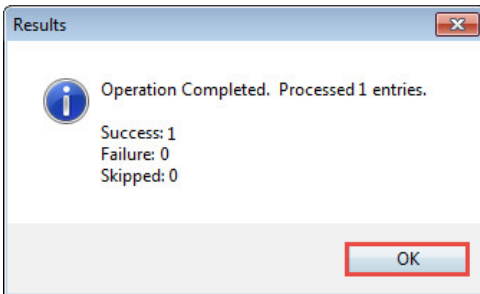 Results
Operation Completed. Processed 1 entries.
Success: 1
Failure: 0
Skipped: 0
OK